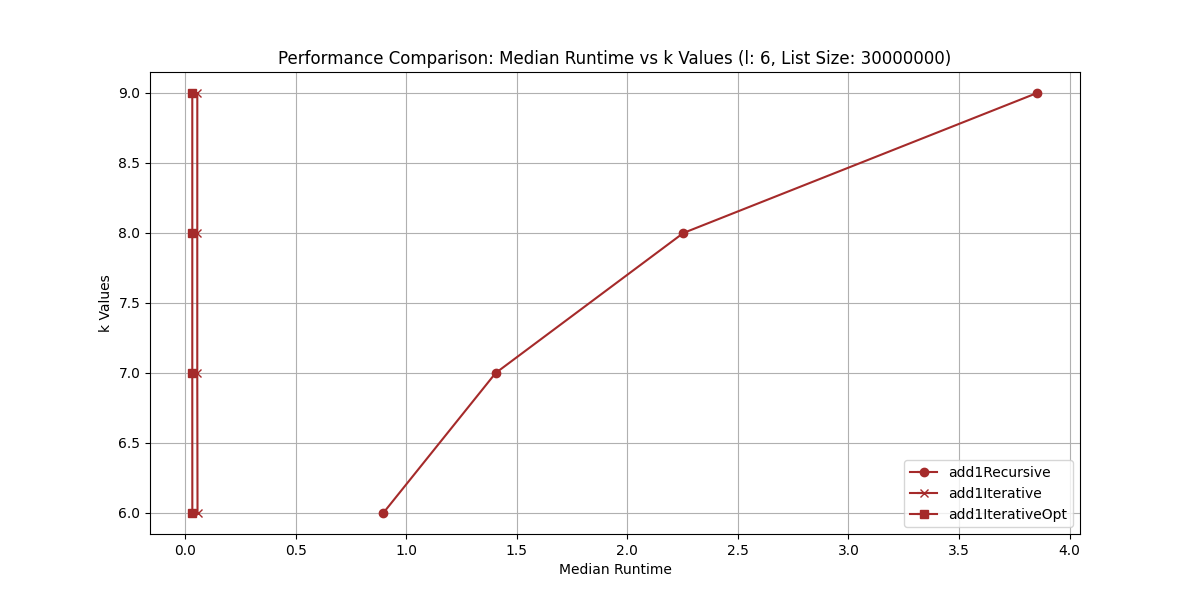 Performance Comparison: Median Runtime vs k Values (l: 6, List Size: 30000000)
9.0
8.5
8.0
7.5
7.0
6.5
6.0
k Values
add1Recursive
add1Iterative
add1IterativeOpt
0.0 0.5 1.0 1.5 2.0 2.5 3.0 3.5 4.0
Median Runtime